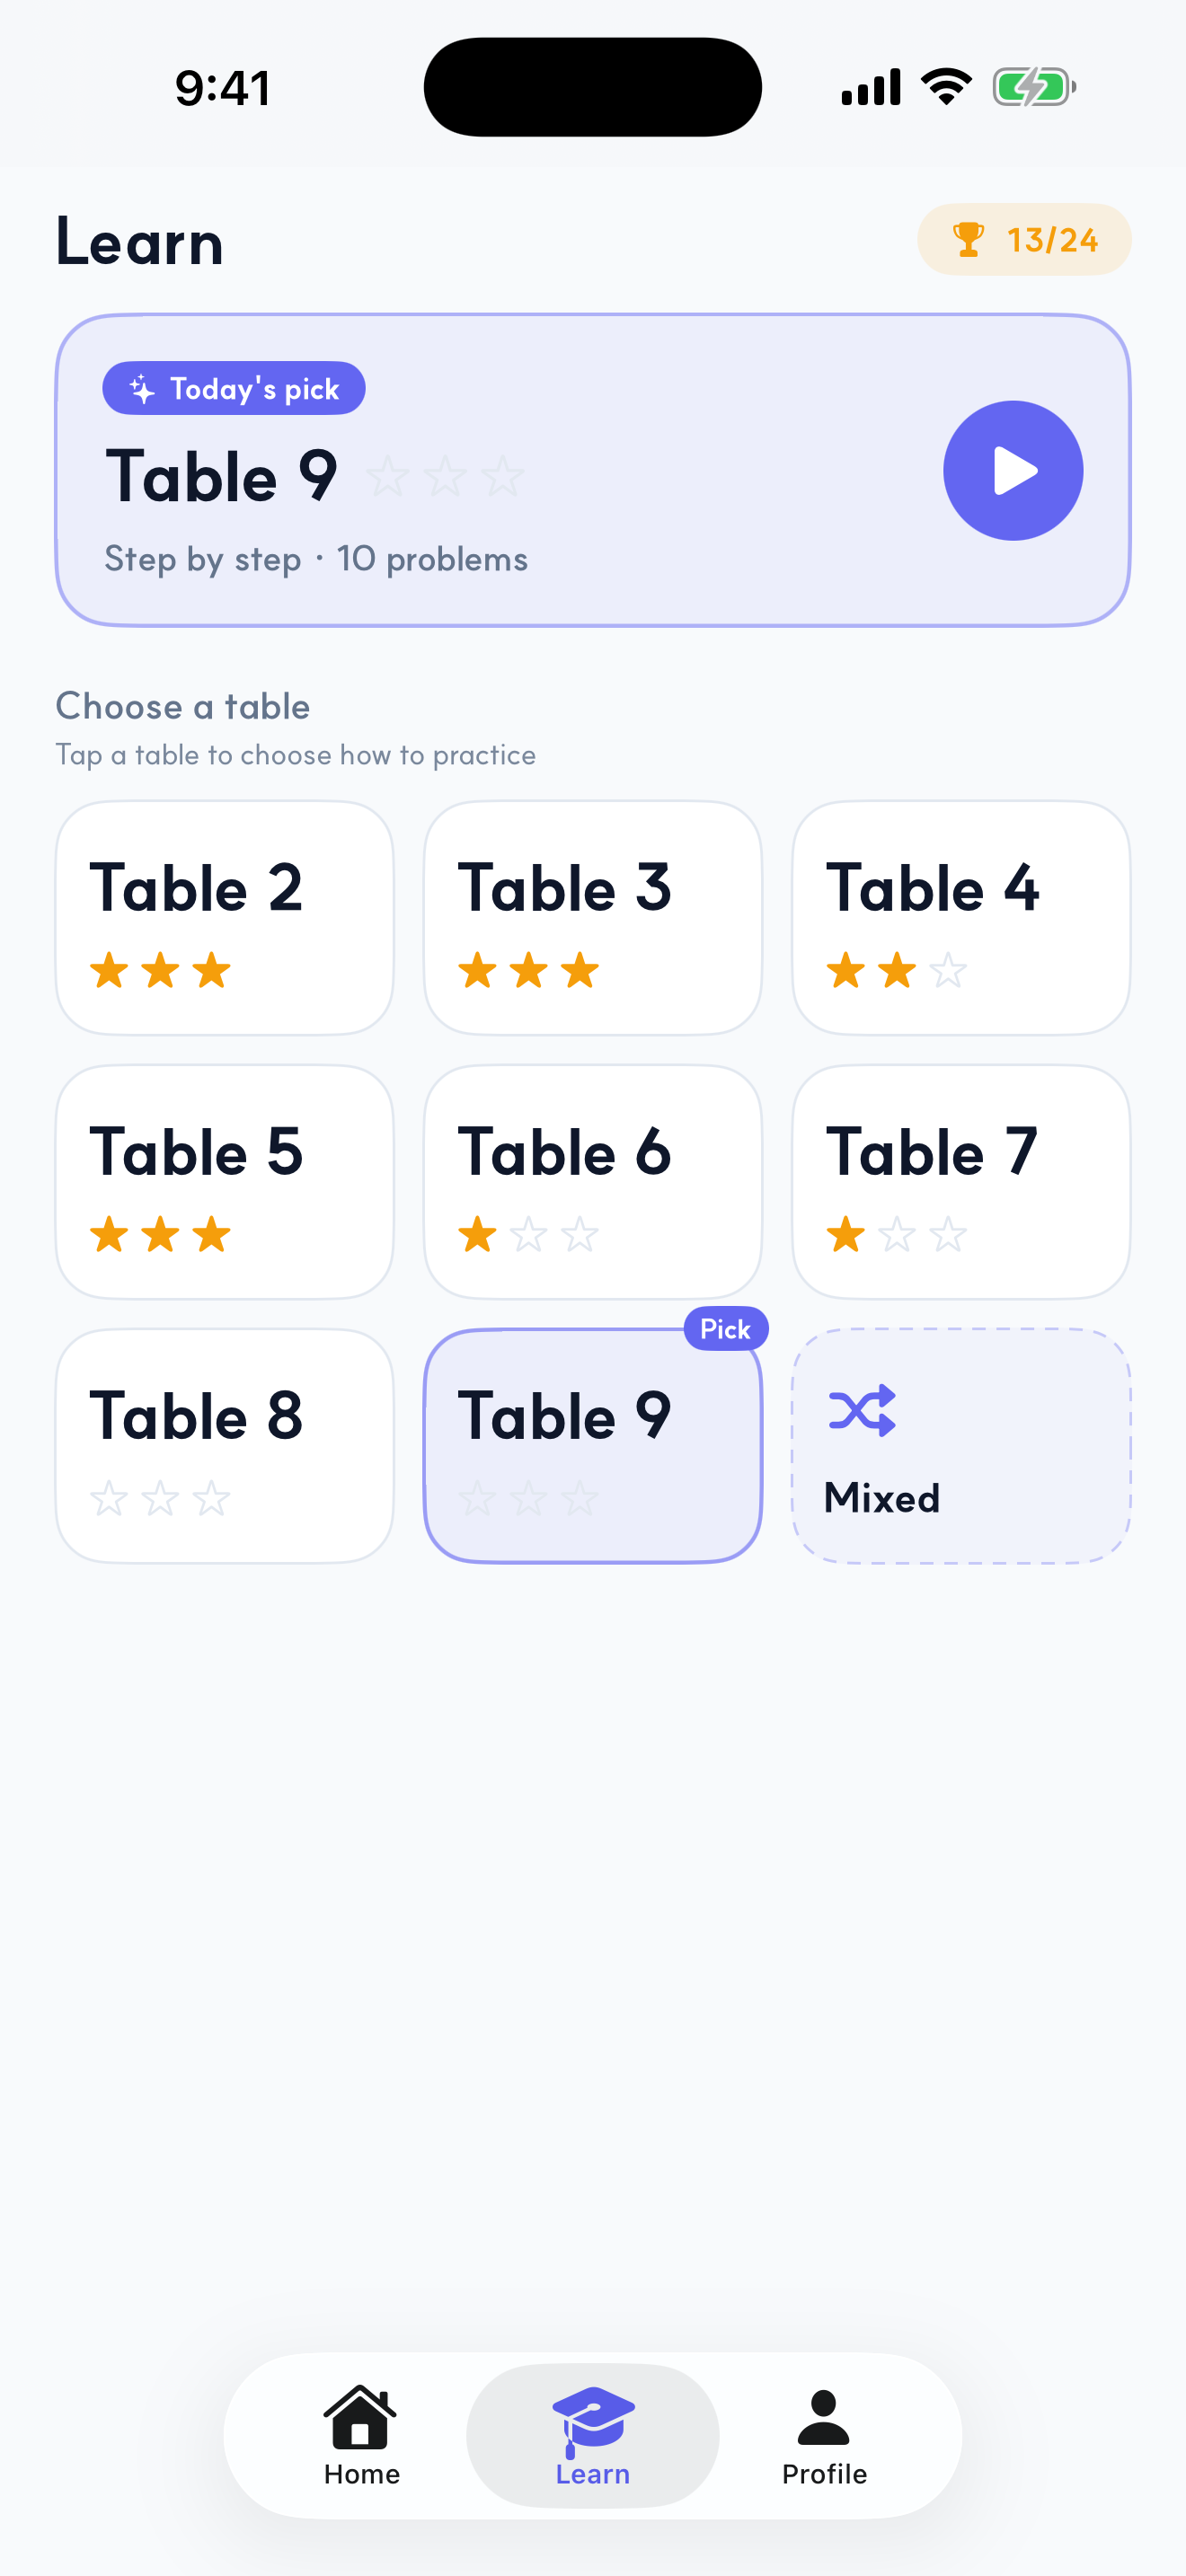 9:41
Learn
13/24
Today's pick
Table 9
Step by step · 10 problems
Choose a table
Tap a table to choose how to practice
Table 2
Table 3
Table 4
Table 5
Table 6
Table 7
Pick
Table 8
Table 9
Mixed
Home
Learn
Profile